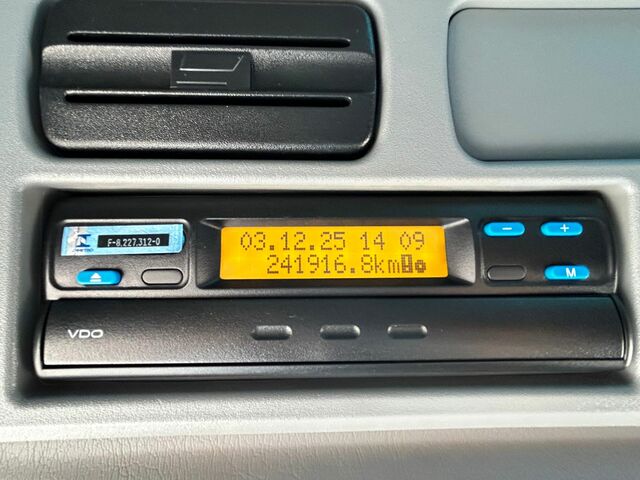 F-8.227.312-0
03.12.25 14 09
241916.8km
- +
M
VDO